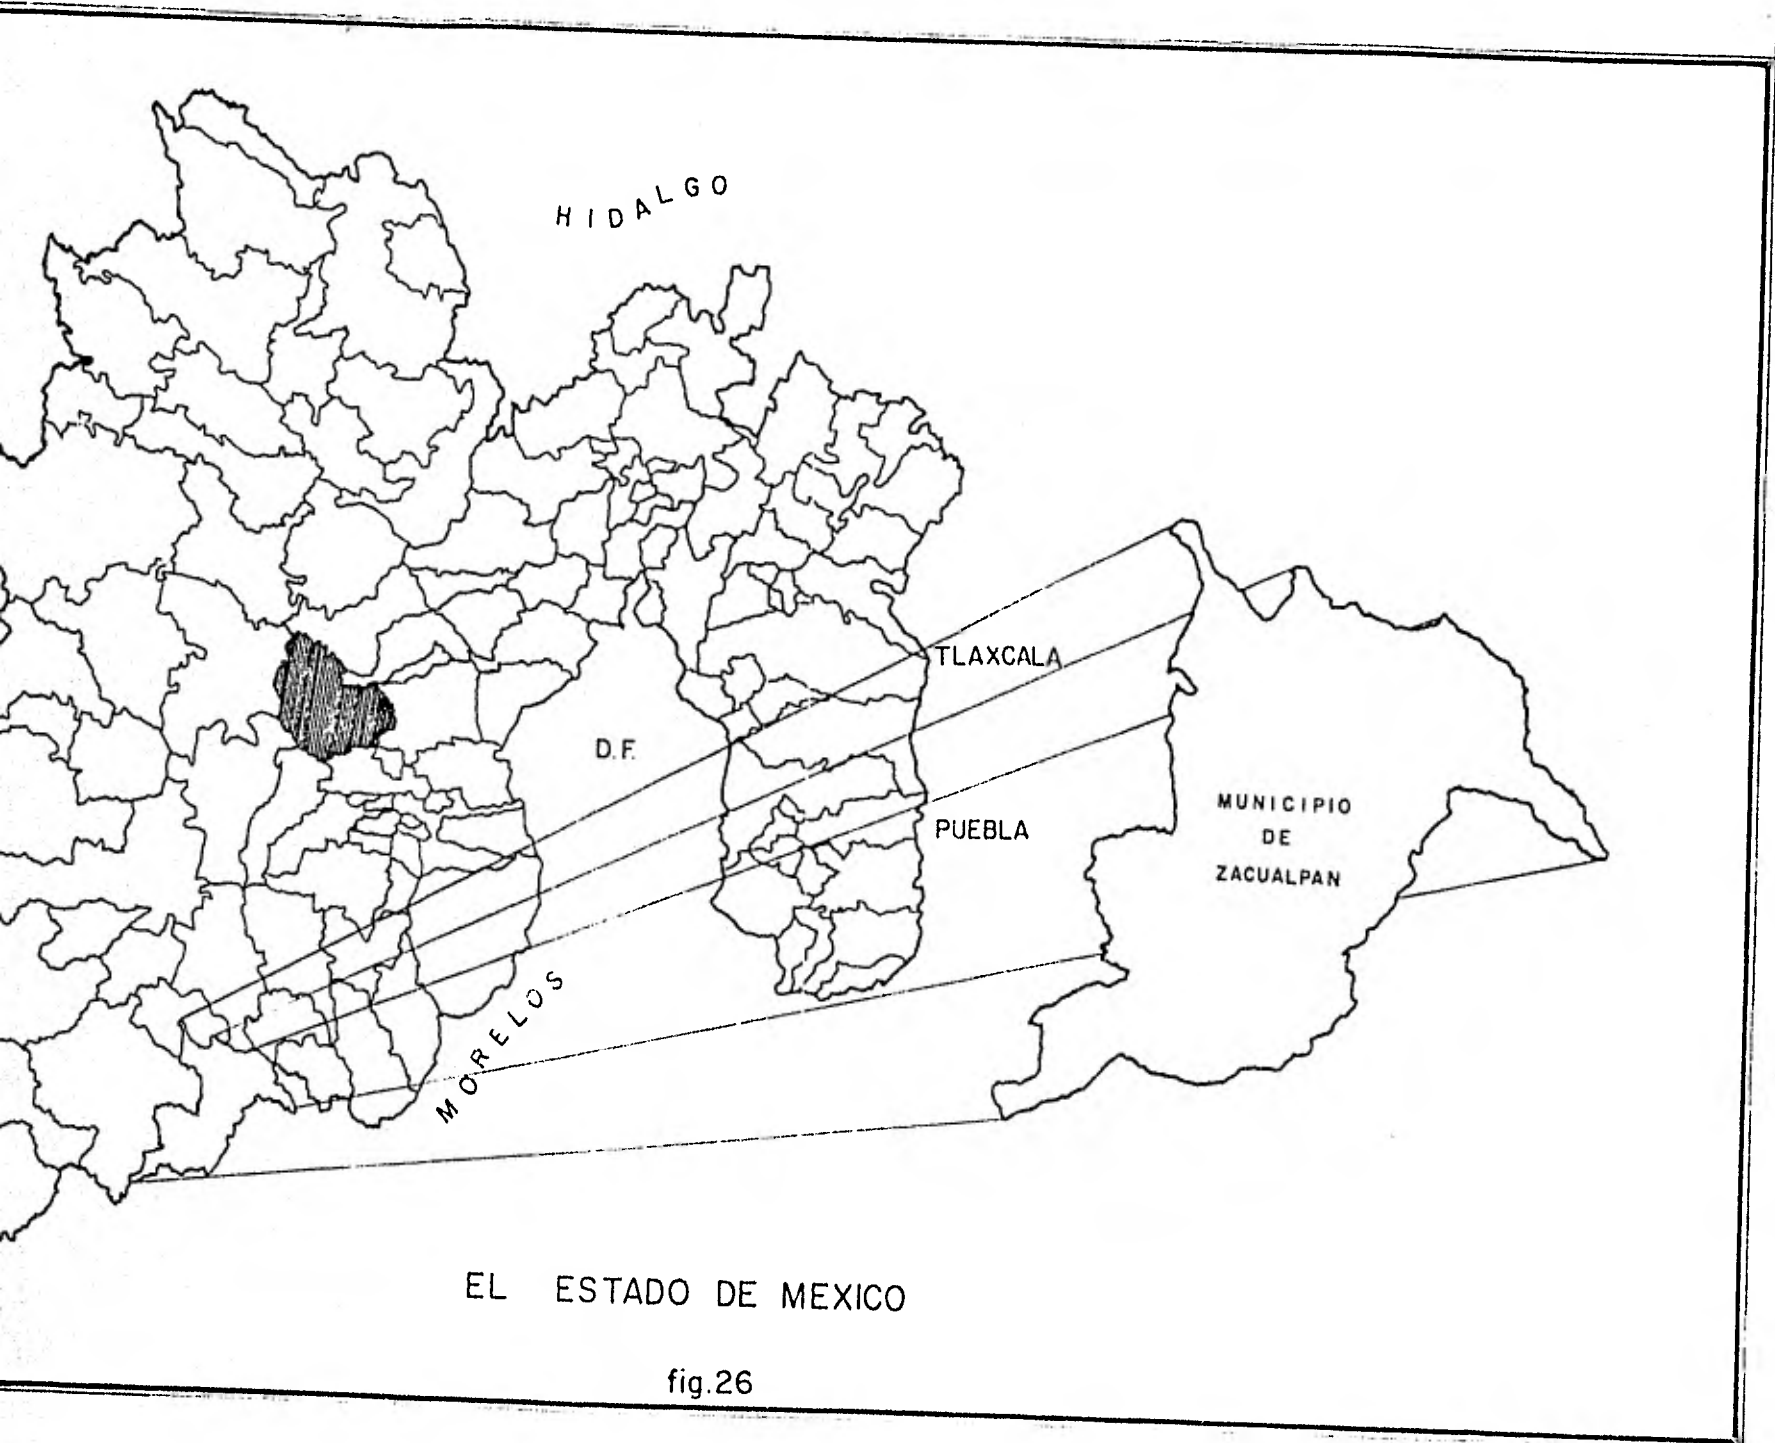 HIDALGO
TLAXCALA
D.F.
MUNICIPIO
DE
ZACUALPAN
PUEBLA
MORELOS
EL ESTADO DE MEXICO
fig.26